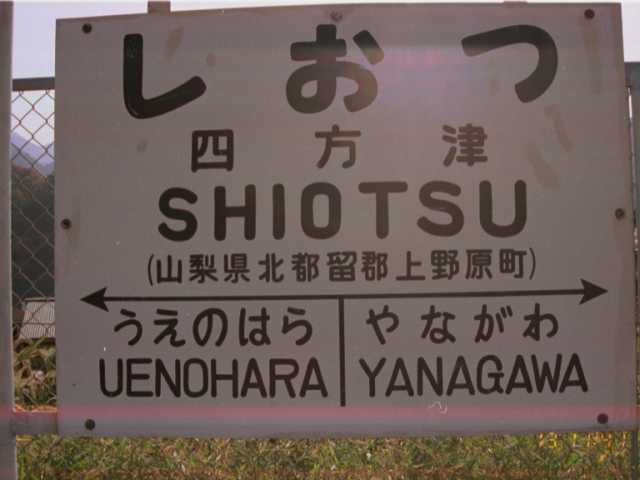 しおつ
四方津
SHIOTSU
(山梨県北都留郡上野原町)
うえのはら やながわ
UENOHARA YANAGAWA